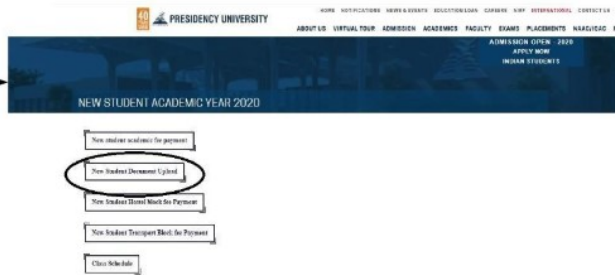 HOME NOTIFICATIONS NEWS & EVENTS EDUCATION LOAN CAREERS NIRF INTERNATIONAL CONTACT US
40
PRESIDENCY UNIVERSITY
ABOUT US VIRTUAL TOUR ADMISSION ACADEMICS FACULTY EXAMS PLACEMENTS NAAC/IQAC
ADMISSION OPEN - 2020
APPLY NOW
INDIAN STUDENTS
NEW STUDENT ACADEMIC YEAR 2020
New student academic fee payment
New Student Document Upload
New Student Hostel Block fee Payment
New Student Transport Block fee Payment
Class Schedule